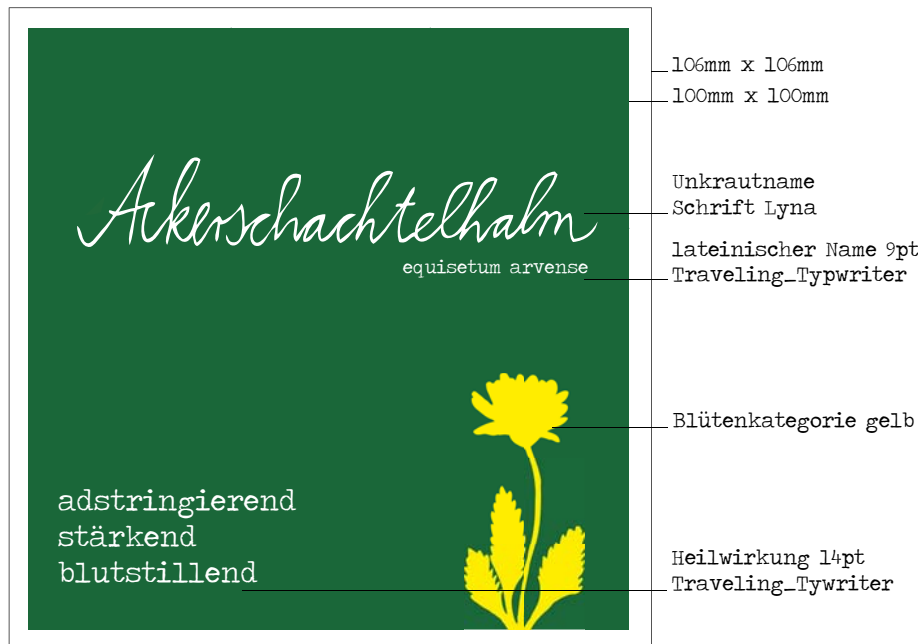 106mm x 106mm
100mm x 100mm
Ackerschachtelhalm
equisetum arvense
Unkrautname
Schrift Lyna
lateinischer Name 9pt
Traveling_Typwriter
Blütenkategorie gelb
adstringierend
stärkend
blutstillend
Heilwirkung 14pt
Traveling_Tywriter